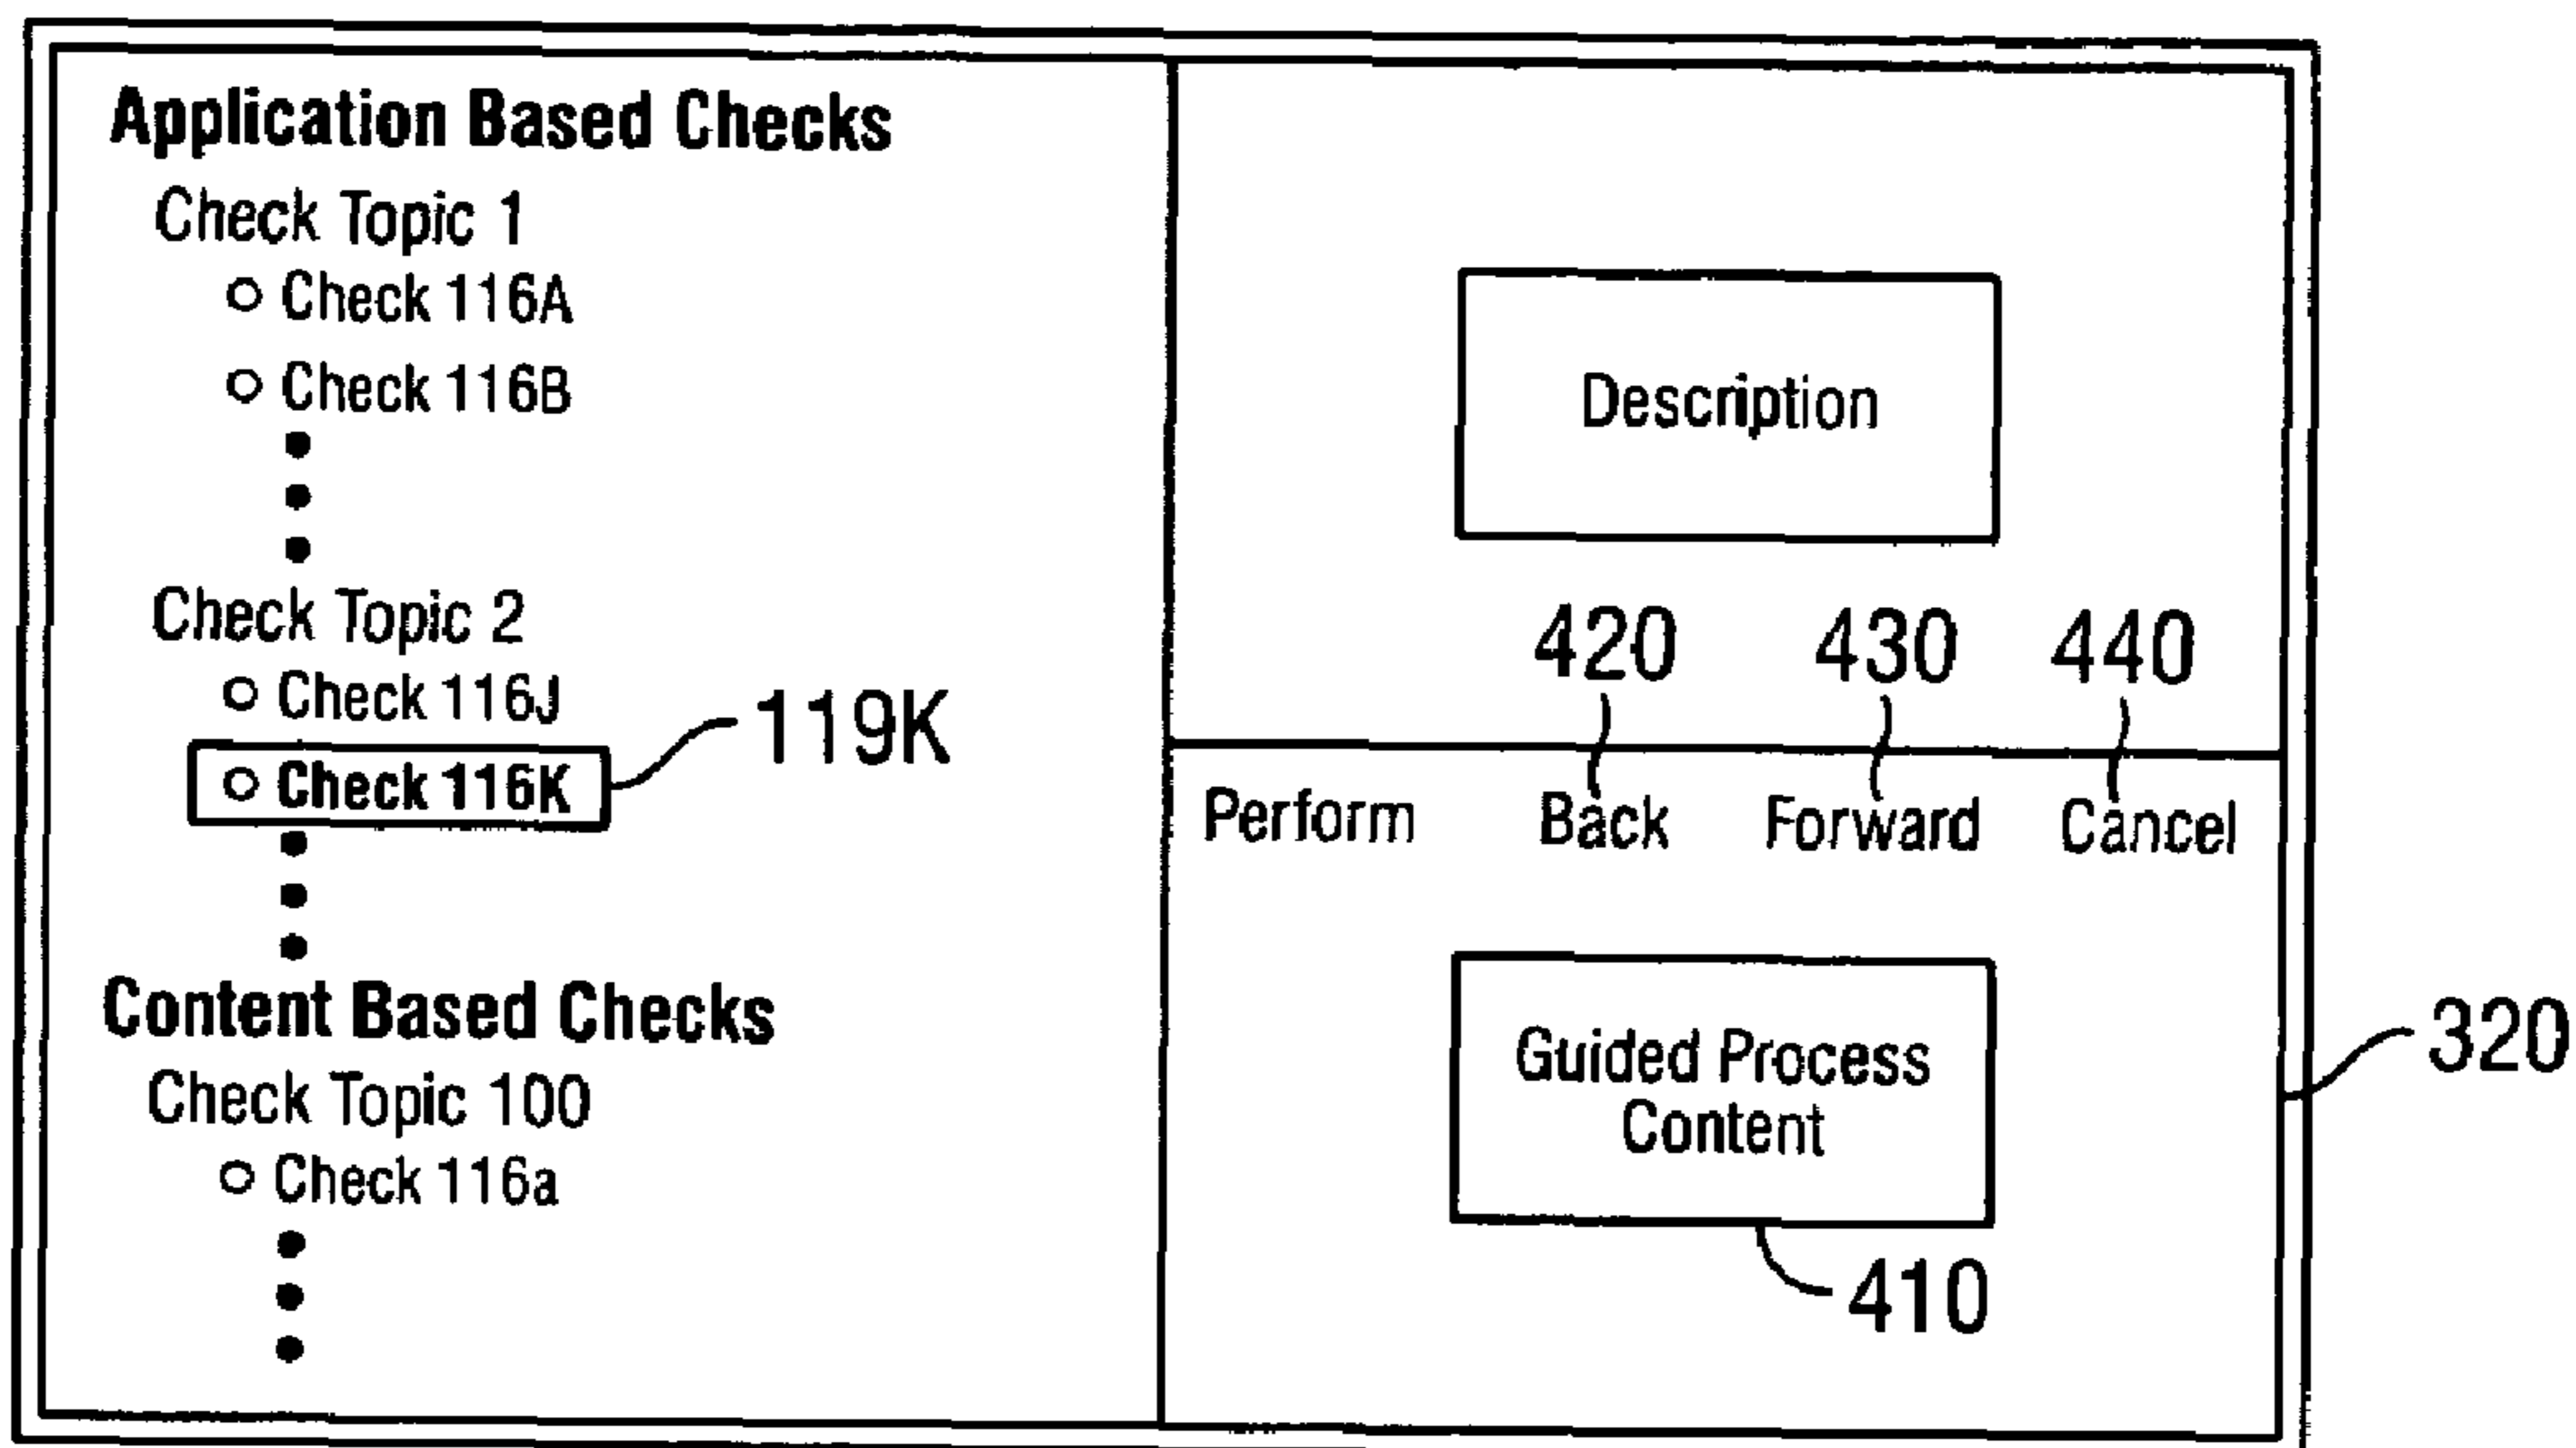 Application Based Checks
Check Topic 1
Check 116A
Check 116B
Check Topic 2
Check 116J
Check 116K
119K
Content Based Checks
Check Topic 100
Check 116a
Description
420 430 440
Perform Back Forward Cancel
Guided Process
Content
410
320